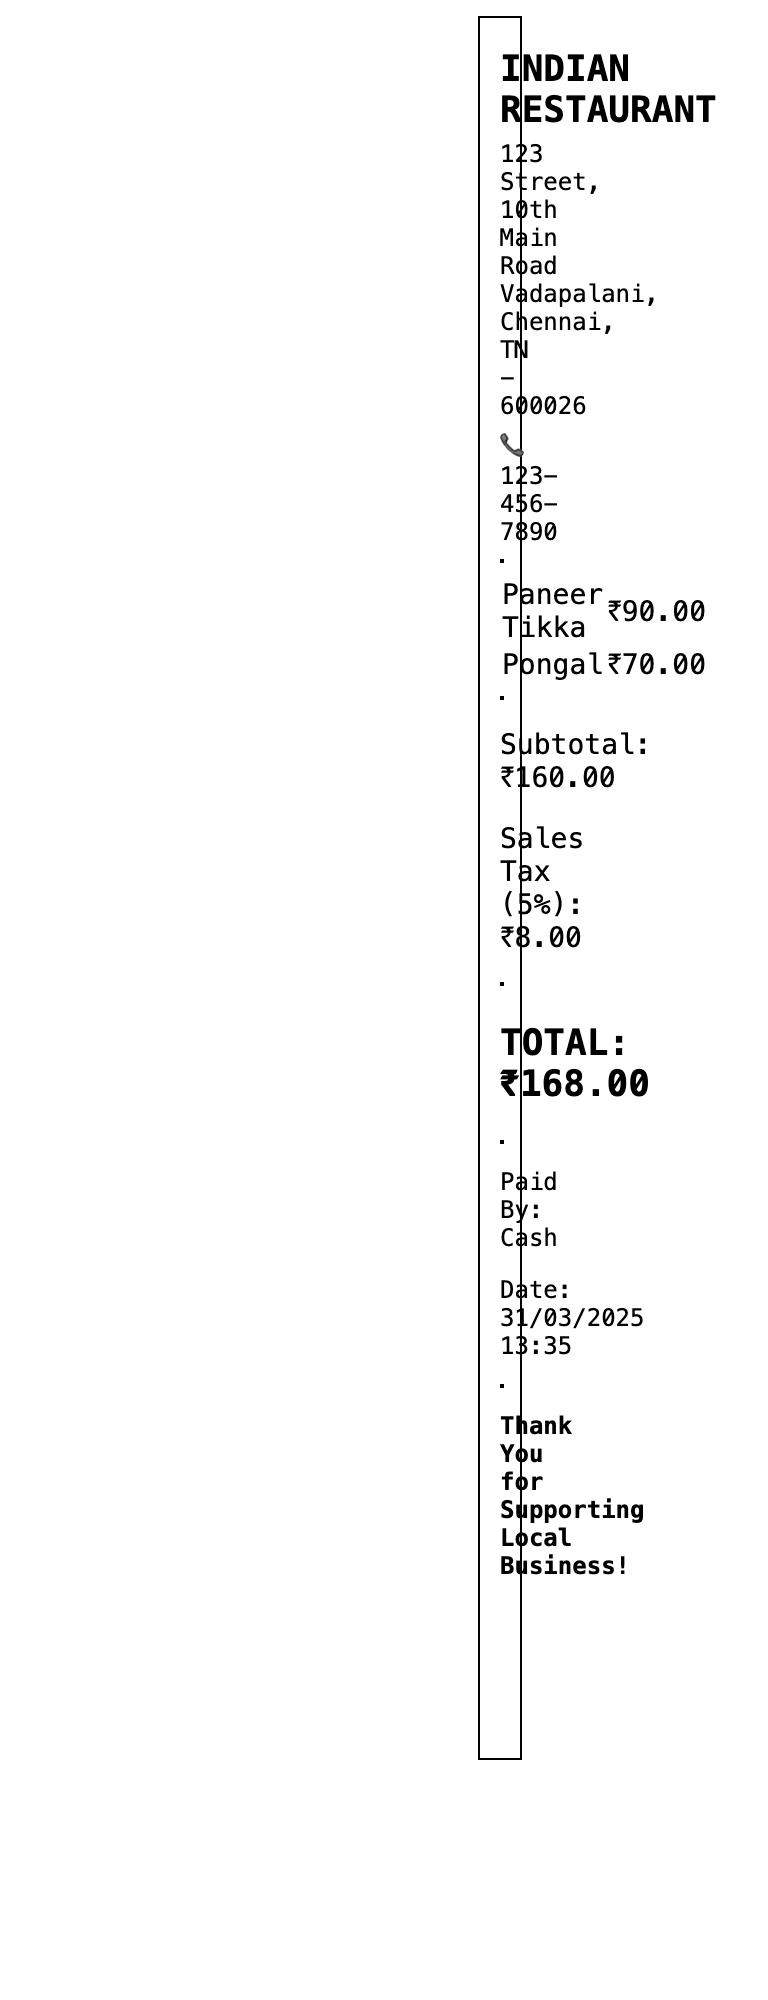 INDIAN
RESTAURANT
123
Street,
10th
Main
Road
Vadapalani,
Chennai,
TN
-
600026
📞
123-
456-
7890
Paneer
Tikka ₹90.00
Pongal ₹70.00
Subtotal:
₹160.00
Sales
Tax
(5%):
₹8.00
TOTAL:
₹168.00
Paid
By:
Cash
Date:
31/03/2025
13:35
Thank
You
for
Supporting
Local
Business!